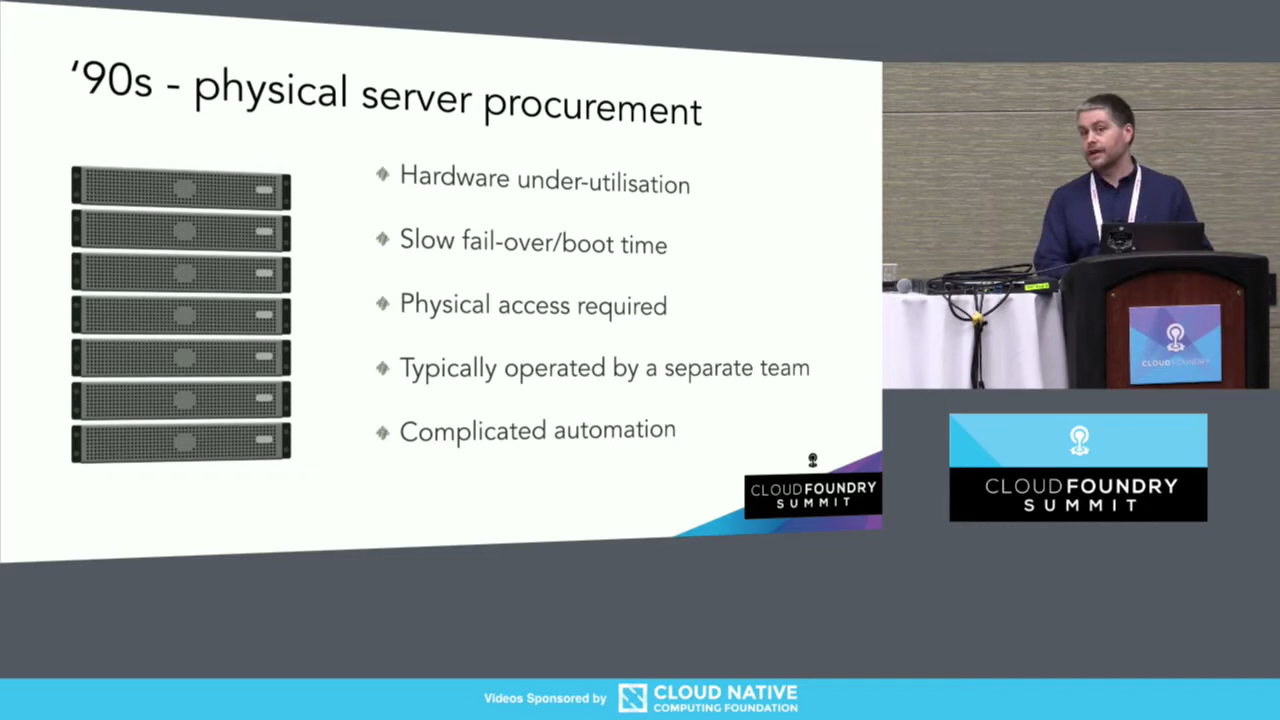 ‘90s - physical server procurement
Hardware under-utilisation
Slow fail-over/boot time
Physical access required
Typically operated by a separate team
Complicated automation
CLOUDFOUNDRY
SUMMIT
CLOUDFOUNDRY
CLOUDFOUNDRY
SUMMIT
Videos Sponsored by
CLOUD NATIVE
COMPUTING FOUNDATION